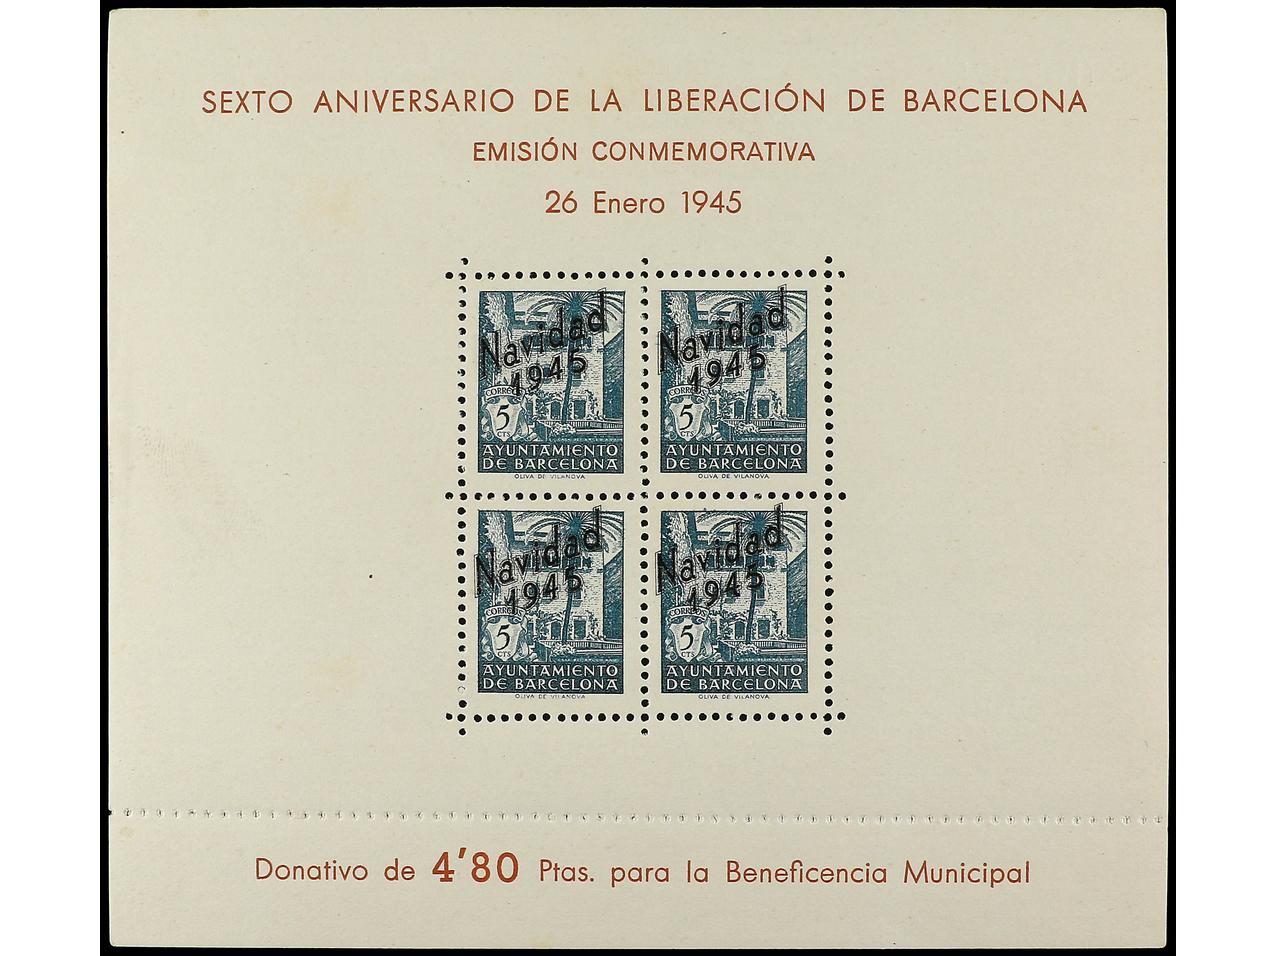 SEXTO ANIVERSARIO DE LA LIBERACIÓN DE BARCELONA
EMISIÓN CONMEMORATIVA
26 Enero 1945
Navidad
1945
CORREOS
5
CTS
AYUNTAMIENTO
DE BARCELONA
OLIVA DE VILANOVA
Navidad
1945
CORREOS
5
CTS
AYUNTAMIENTO
DE BARCELONA
OLIVA DE VILANOVA
Navidad
1945
CORREOS
5
CTS
AYUNTAMIENTO
DE BARCELONA
OLIVA DE VILANOVA
Navidad
1945
CORREOS
5
CTS
AYUNTAMIENTO
DE BARCELONA
OLIVA DE VILANOVA
Donativo de 4'80 Ptas. para la Beneficencia Municipal